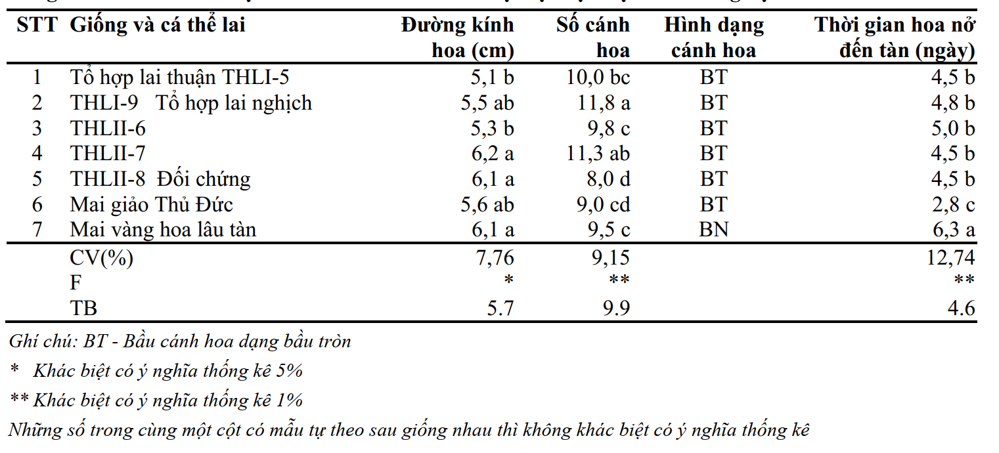 STT Giống và cá thể lai Đường kính hoa (cm) Số cánh hoa Hình dạng cánh hoa Thời gian hoa nở đến tàn (ngày)
1 Tổ hợp lai thuận THLI-5 5,1 b 10,0 bc BT 4,5 b
2 THLI-9 Tổ hợp lai nghịch 5,5 ab 11,8 a BT 4,8 b
3 THLII-6 5,3 b 9,8 c BT 5,0 b
4 THLII-7 6,2 a 11,3 ab BT 4,5 b
5 THLII-8 Đối chứng 6,1 a 8,0 d BT 4,5 b
6 Mai giảo Thủ Đức 5,6 ab 9,0 cd BT 2,8 c
7 Mai vàng hoa lâu tàn 6,1 a 9,5 c BN 6,3 a
CV(%) 7,76 9,15 12,74
F * ** **
TB 5.7 9.9 4.6
Ghí chú: BT - Bầu cánh hoa dạng bầu tròn
* Khác biệt có ý nghĩa thống kê 5%
** Khác biệt có ý nghĩa thống kê 1%
Những số trong cùng một cột có mẫu tự theo sau giống nhau thì không khác biệt có ý nghĩa thống kê